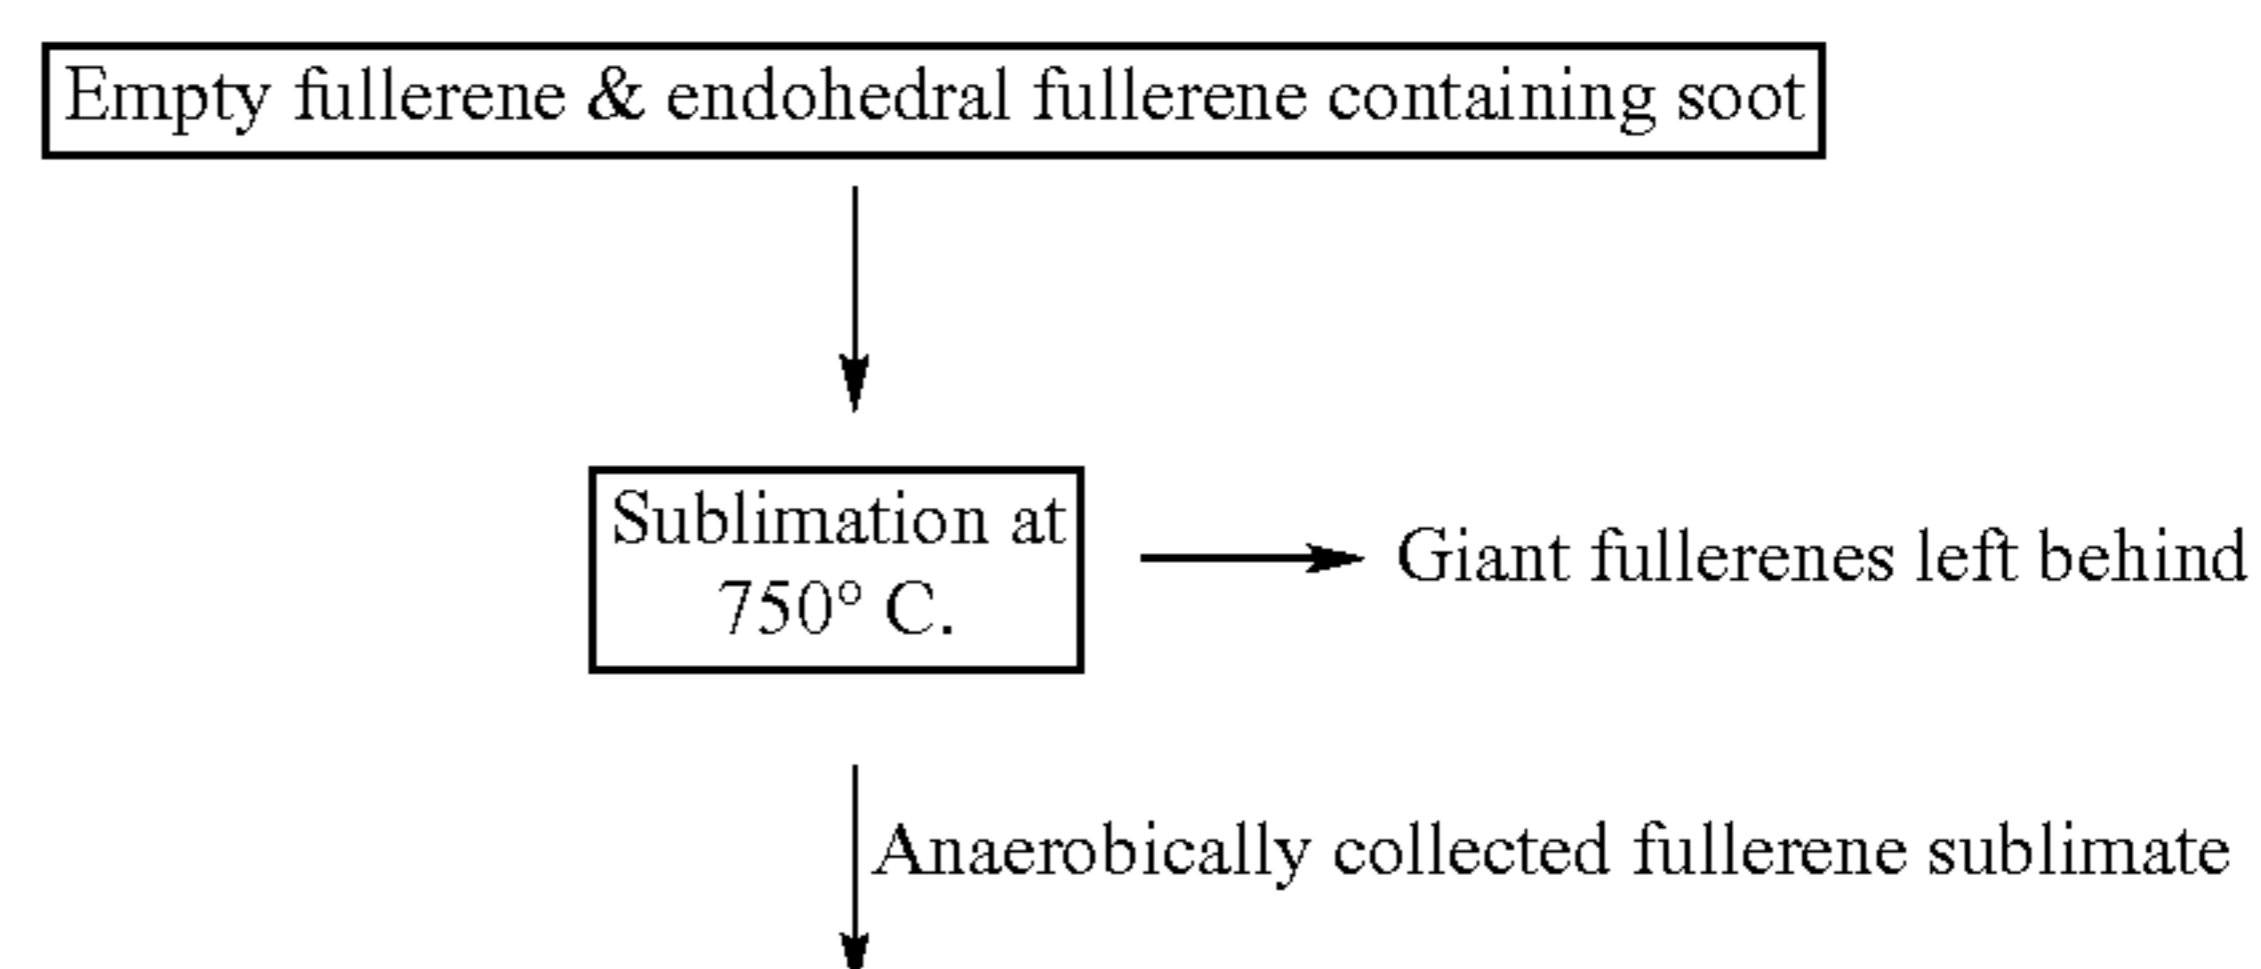 Empty fullerene & endohedral fullerene containing soot
Sublimation at
750° C.
Giant fullerenes left behind
Anaerobically collected fullerene sublimate